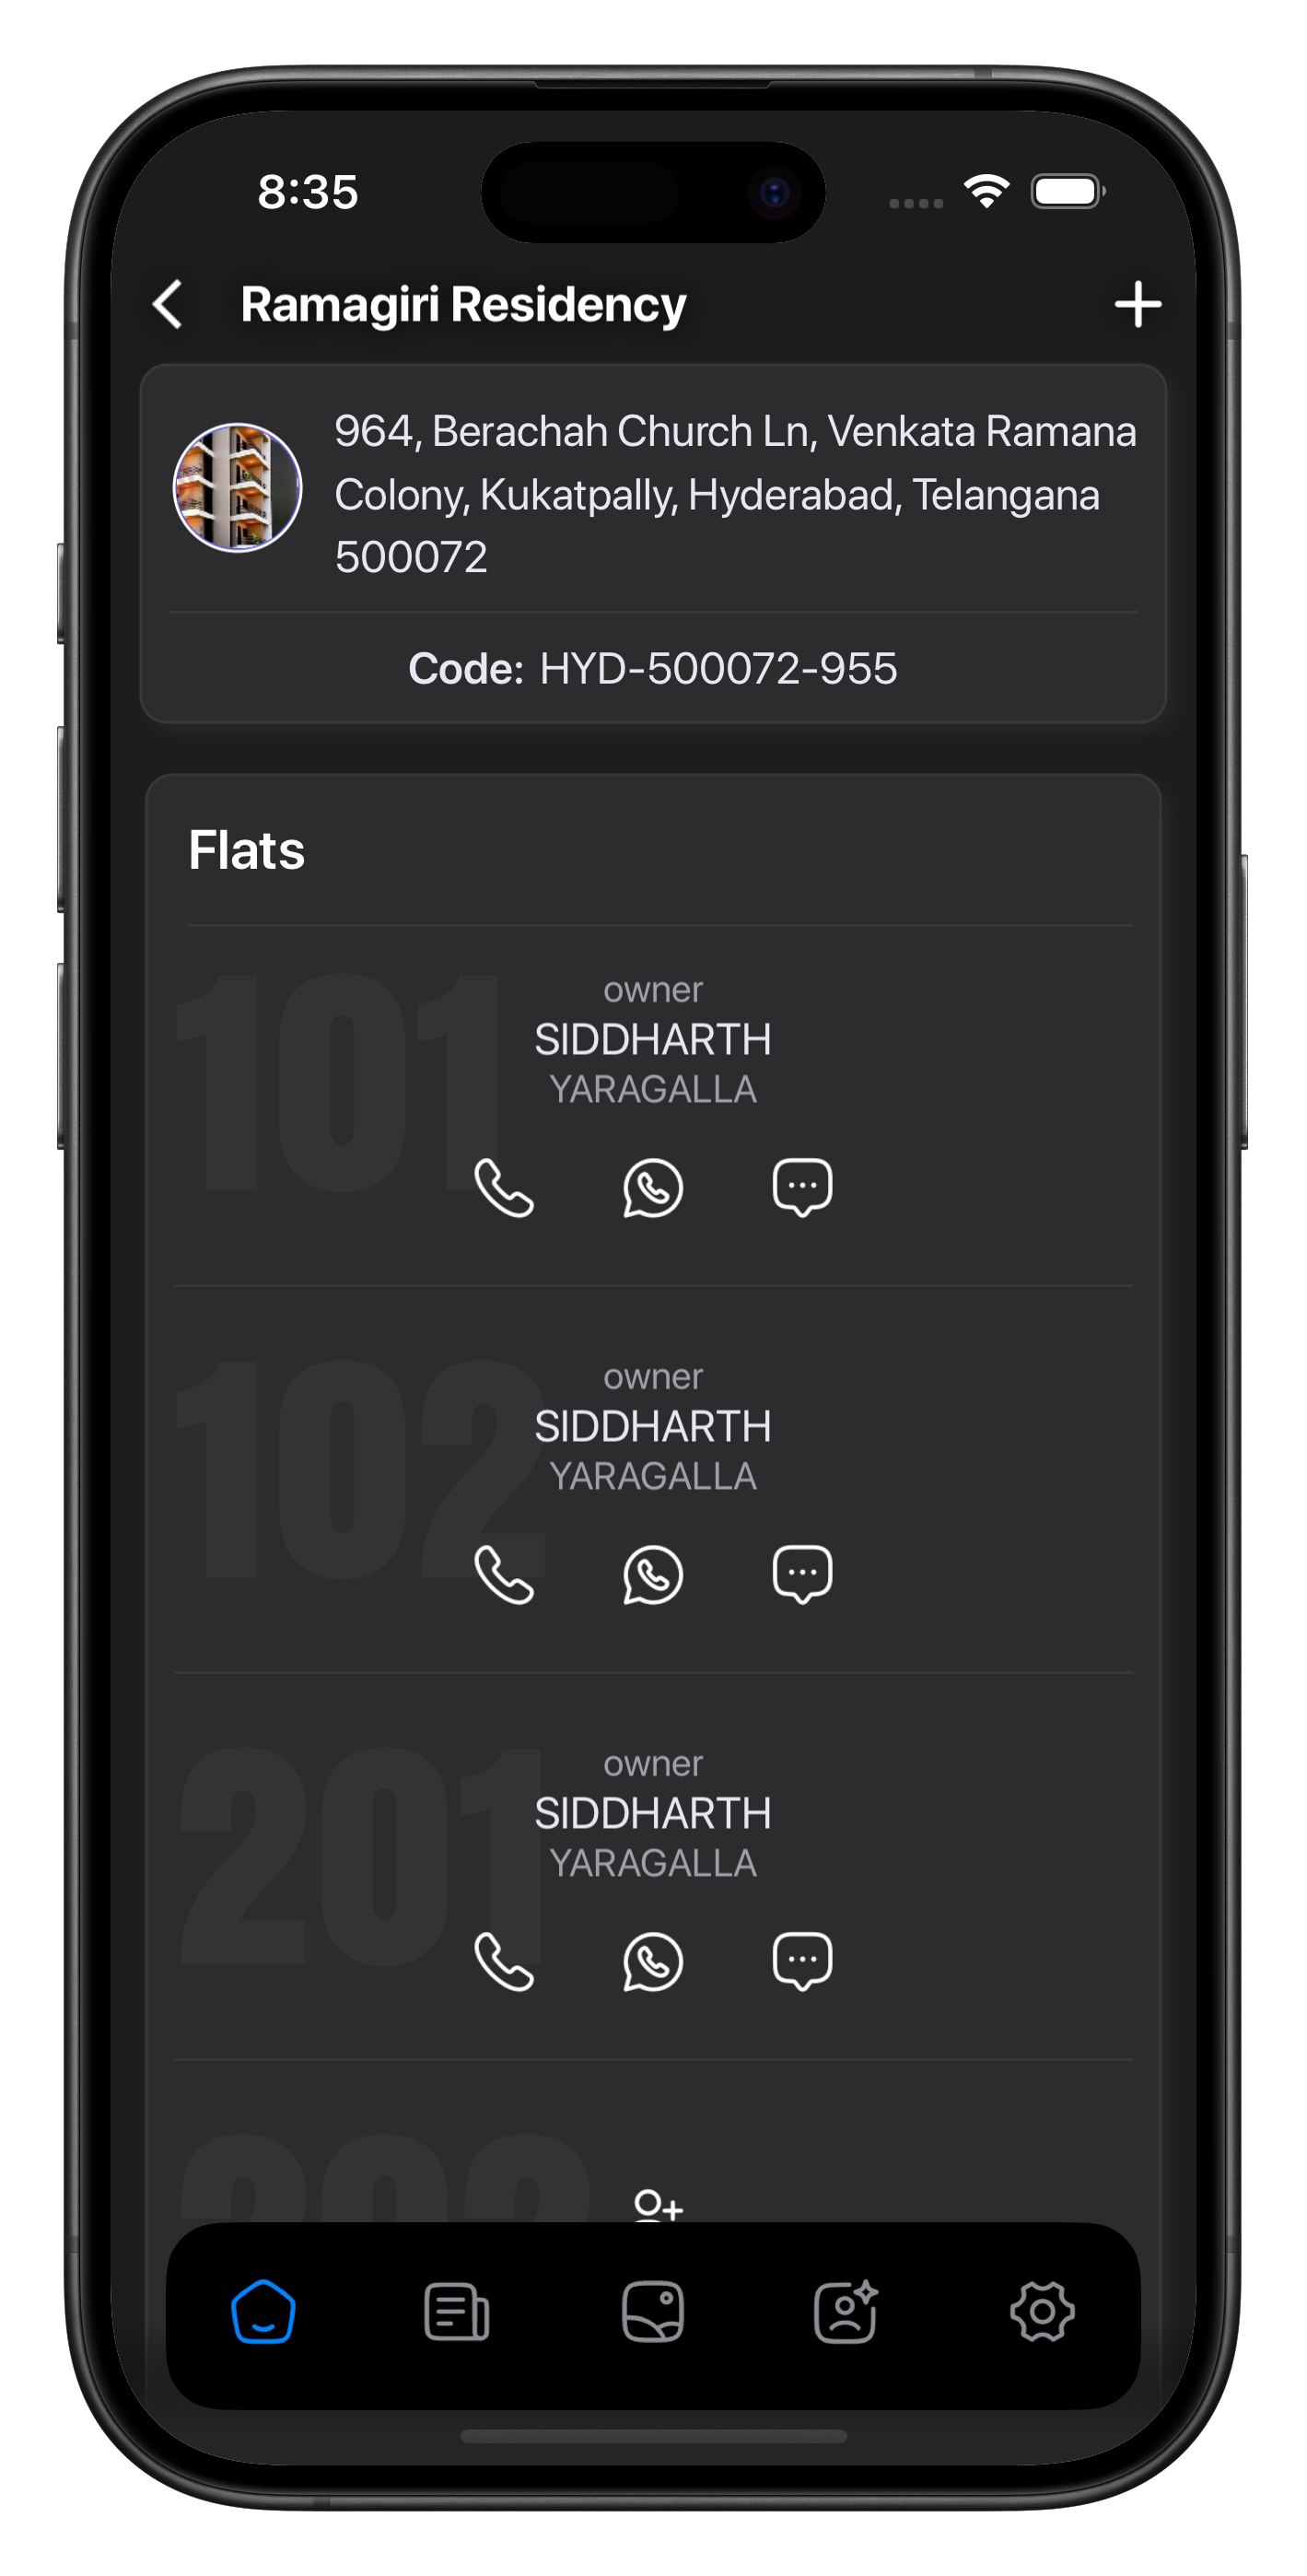 8:35
Ramagiri Residency
964, Berachah Church Ln, Venkata Ramana
Colony, Kukatpally, Hyderabad, Telangana
500072
Code: HYD-500072-955
Flats
101
owner
SIDDHARTH
YARAGALLA
102
owner
SIDDHARTH
YARAGALLA
201
owner
SIDDHARTH
YARAGALLA